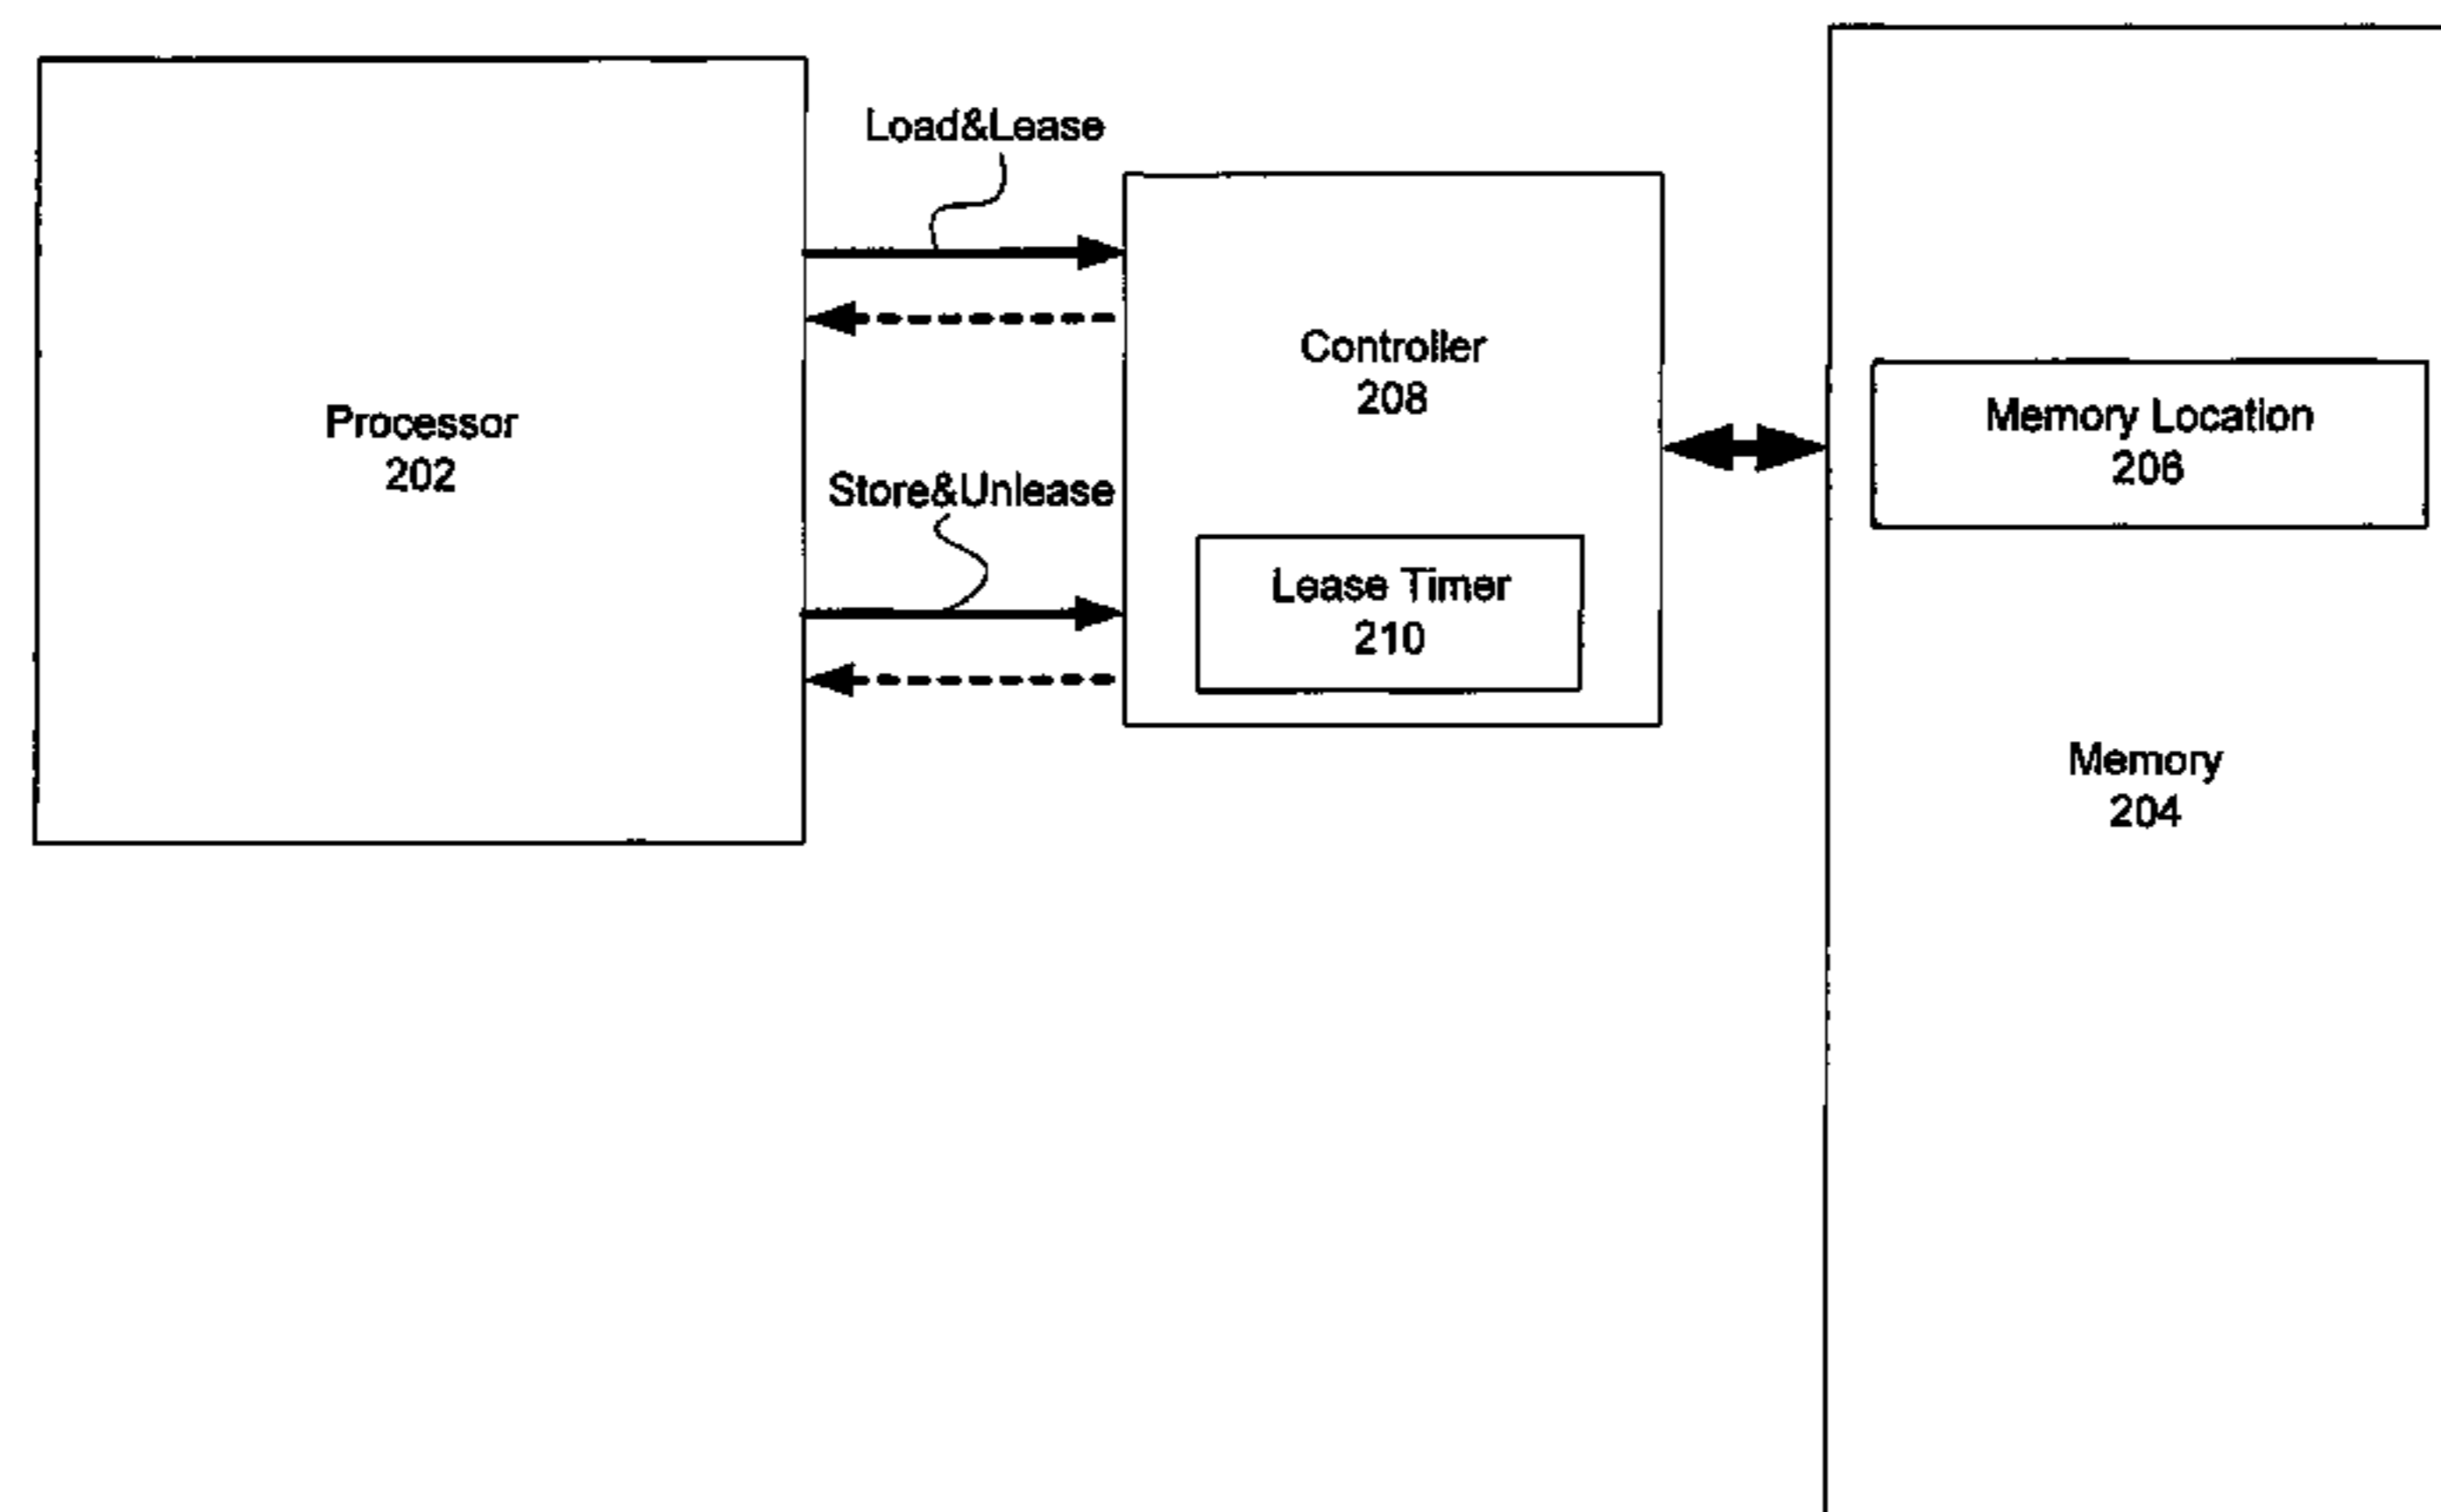 Load&Lease
Processor
202
Store&Unlease
Controller
208
Lease Timer
210
Memory Location
206
Memory
204